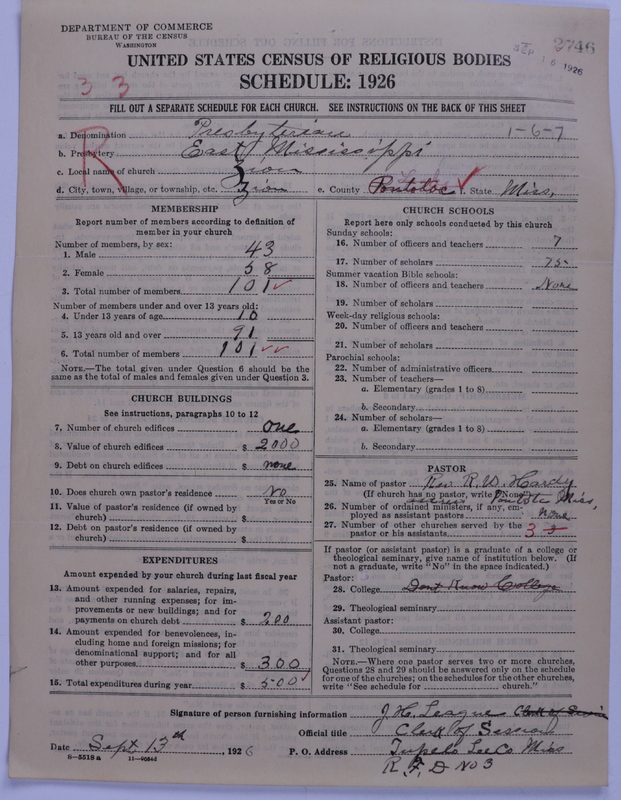 DEPARTMENT OF COMMERCE
BUREAU OF THE CENSUS
WASHINGTON
2746
1926
UNITED STATES CENSUS OF RELIGIOUS BODIES
SCHEDULE: 1926
3 3
FILL OUT A SEPARATE SCHEDULE FOR EACH CHURCH. SEE INSTRUCTIONS ON THE BACK OF THIS SHEET
R
a. Denomination Presbyterian 1-6-7
b. Presbytery East Mississippi
c. Local name of church Zion
d. City, town, village, or township, etc. Zion e. County Pontotoc f. State Miss,
MEMBERSHIP
Report number of members according to definition of
member in your church
Number of members, by sex:
1. Male 43
2. Female 58
3. Total number of members 101
Number of members under and over 13 years old:
4. Under 13 years of age 10
5. 13 years old and over 91
6. Total number of members 101
NOTE.—The total given under Question 6 should be
same as the total of males and females given under Question 3.
CHURCH BUILDINGS
See instructions, paragraphs 10 to 12
7. Number of church edifices one
8. Value of church edifices $ 2000
9. Debt on church edifices $ none
10. Does church own pastor's residence No
Yes or No
11. Value of pastor's residence (if owned by
church) $
12. Debt on pastor's residence (if owned by
church) $
EXPENDITURES
Amount expended by your church during last fiscal year
13. Amount expended for salaries, repairs,
and other running expenses; for im-
provements or new buildings; and for
payments on church debt $ 200
14. Amount expended for benevolences, in-
cluding home and foreign missions; for
denominational support; and for all
other purposes $ 300
15. Total expenditures during year $ 500
CHURCH SCHOOLS
Report here only schools conducted by this church
Sunday schools:
16. Number of officers and teachers 7
17. Number of scholars 75
Summer vacation Bible schools:
18. Number of officers and teachers None
19. Number of scholars
Week-day religious schools:
20. Number of officers and teachers
21. Number of scholars
Parochial schools:
22. Number of administrative officers
23. Number of teachers—
a. Elementary (grades 1 to 8)
b. Secondary
24. Number of scholars—
a. Elementary (grades 1 to 8)
b. Secondary
PASTOR
25. Name of pastor Rev R. W. Hardy
(If church has no pastor, write "None")
Miss,
26. Number of ordained ministers, if any, em-
ployed as assistant pastors none
27. Number of other churches served by the
pastor or his assistants 3
If pastor (or assistant pastor) is a graduate of a college or
theological seminary, give name of institution below. (If
not a graduate, write "No" in the space indicated.)
Pastor:
28. College Dont Know College
29. Theological seminary
Assistant pastor:
30. College
31. Theological seminary
NOTE.—Where one pastor serves two or more churches,
Questions 28 and 29 should be answered only on the schedule
for one of the churches; on the schedules for the other churches,
write "See schedule for church."
Signature of person furnishing information J. H. League Clerk of Session
Official title Clerk of Session
Date Sept 13th, 1926 P. O. Address Tupelo Lee Co Miss
8-5518a
R F D No 3